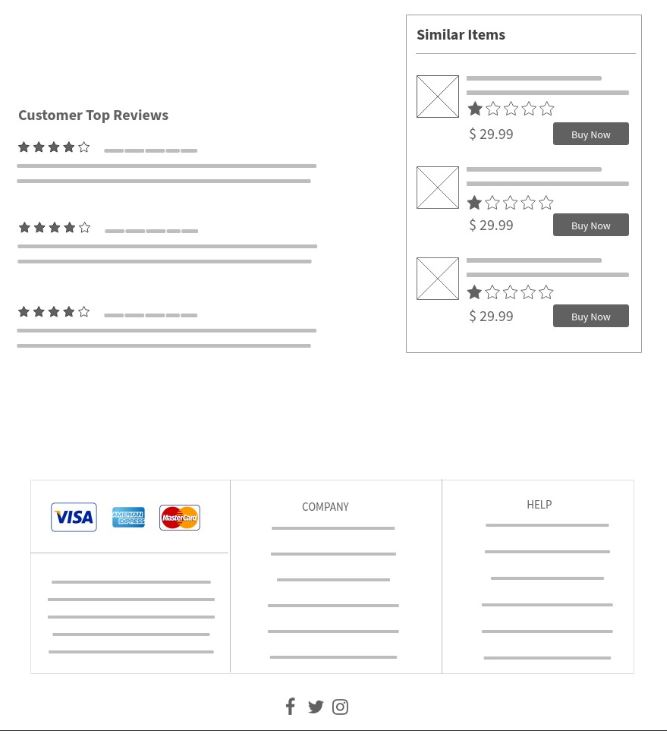 Similar Items
Customer Top Reviews
$ 29.99
Buy Now
$ 29.99
Buy Now
$ 29.99
Buy Now
VISA
AMERICAN EXPRESS
MasterCard
COMPANY
HELP